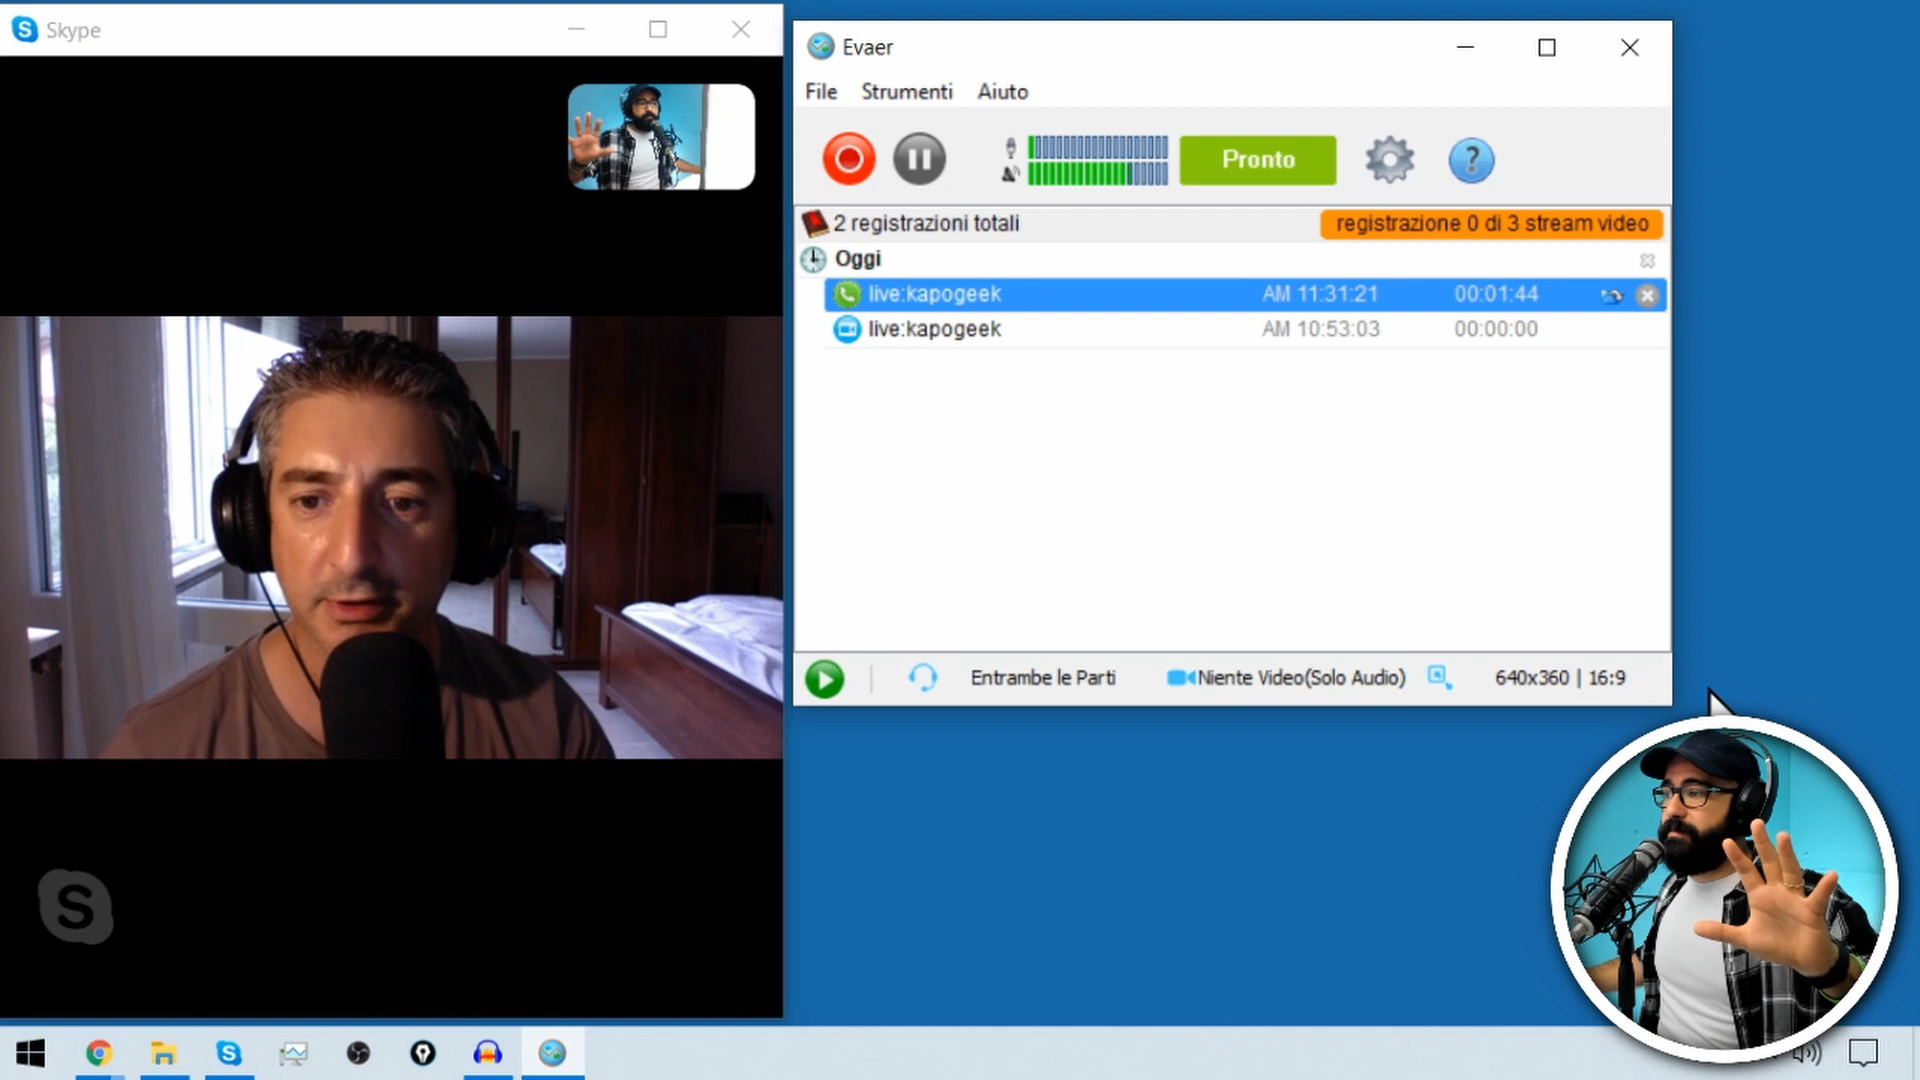 Skype
Evaer
File Strumenti Aiuto
Pronto
2 registrazioni totali
registrazione 0 di 3 stream video
Oggi
live:kapogeek AM 11:31:21 00:01:44
live:kapogeek AM 10:53:03 00:00:00
Entrambe le Parti Niente Video(Solo Audio) 640x360 | 16:9